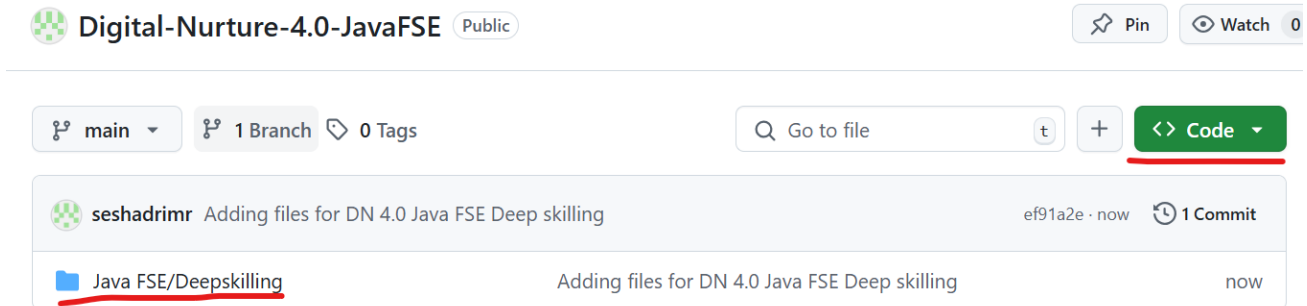 Digital-Nurture-4.0-JavaFSE Public Pin Watch 0
main 1 Branch 0 Tags Go to file t + <> Code
seshadrimr Adding files for DN 4.0 Java FSE Deep skilling ef91a2e · now 1 Commit
Java FSE/Deepskilling Adding files for DN 4.0 Java FSE Deep skilling now